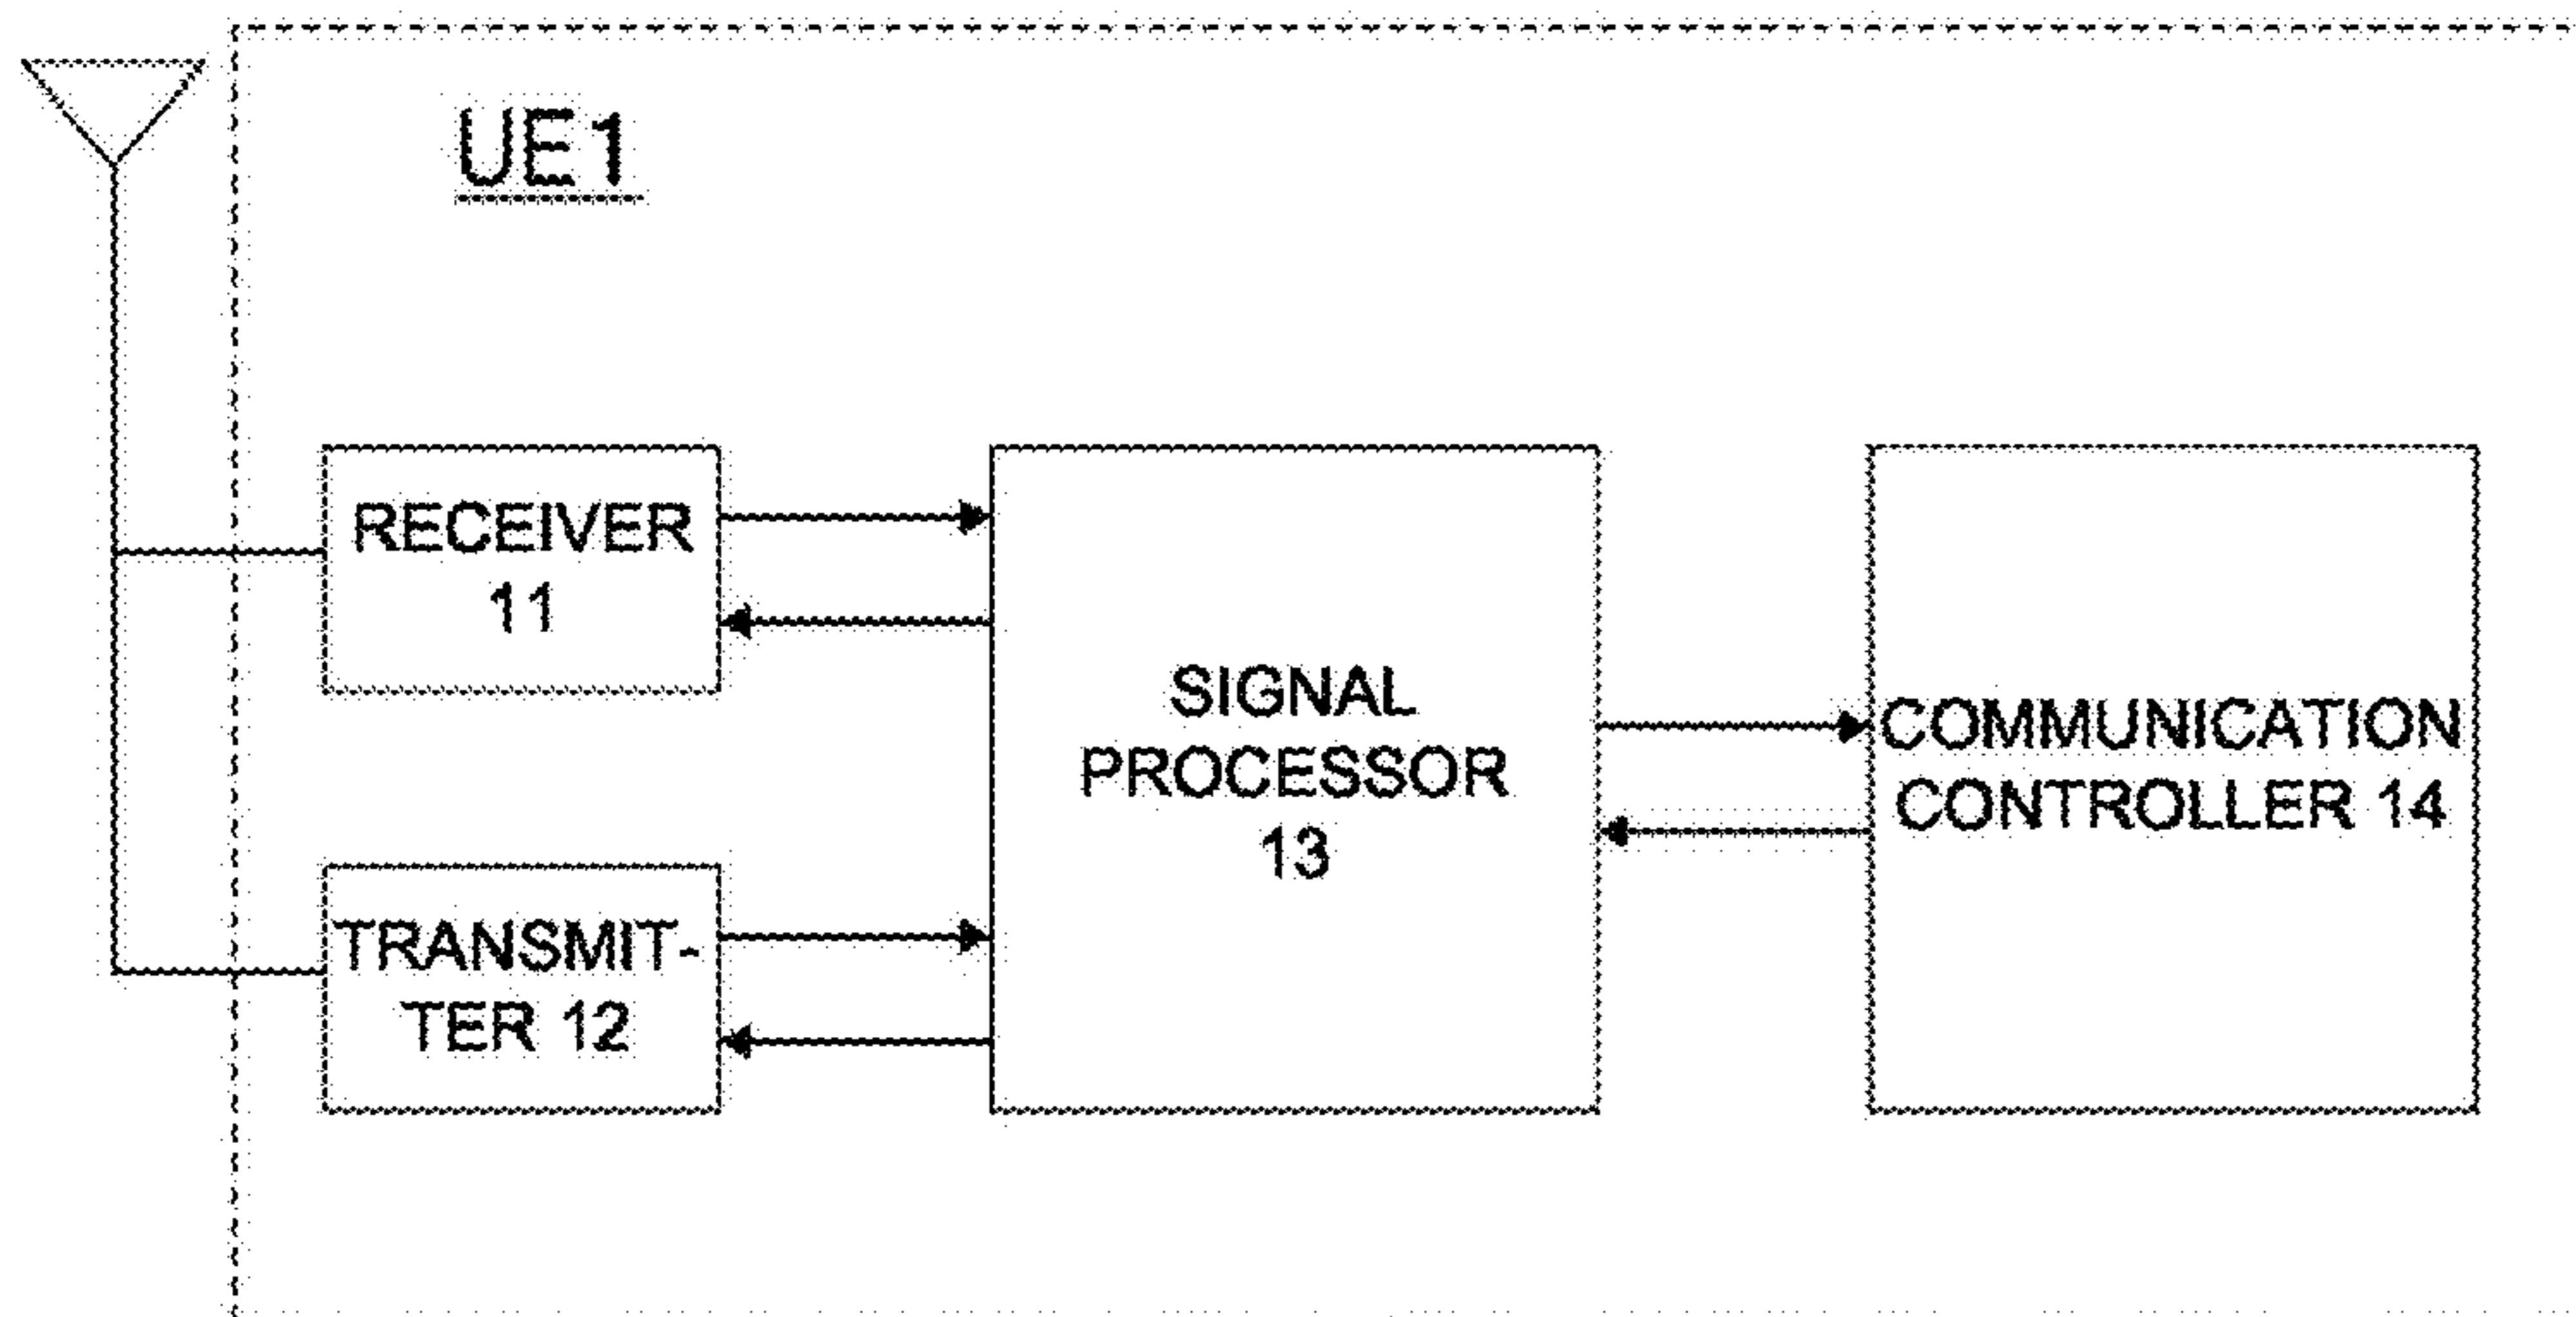 UE1
RECEIVER
11
SIGNAL
PROCESSOR
13
COMMUNICATION
CONTROLLER 14
TRANSMIT-
TER 12